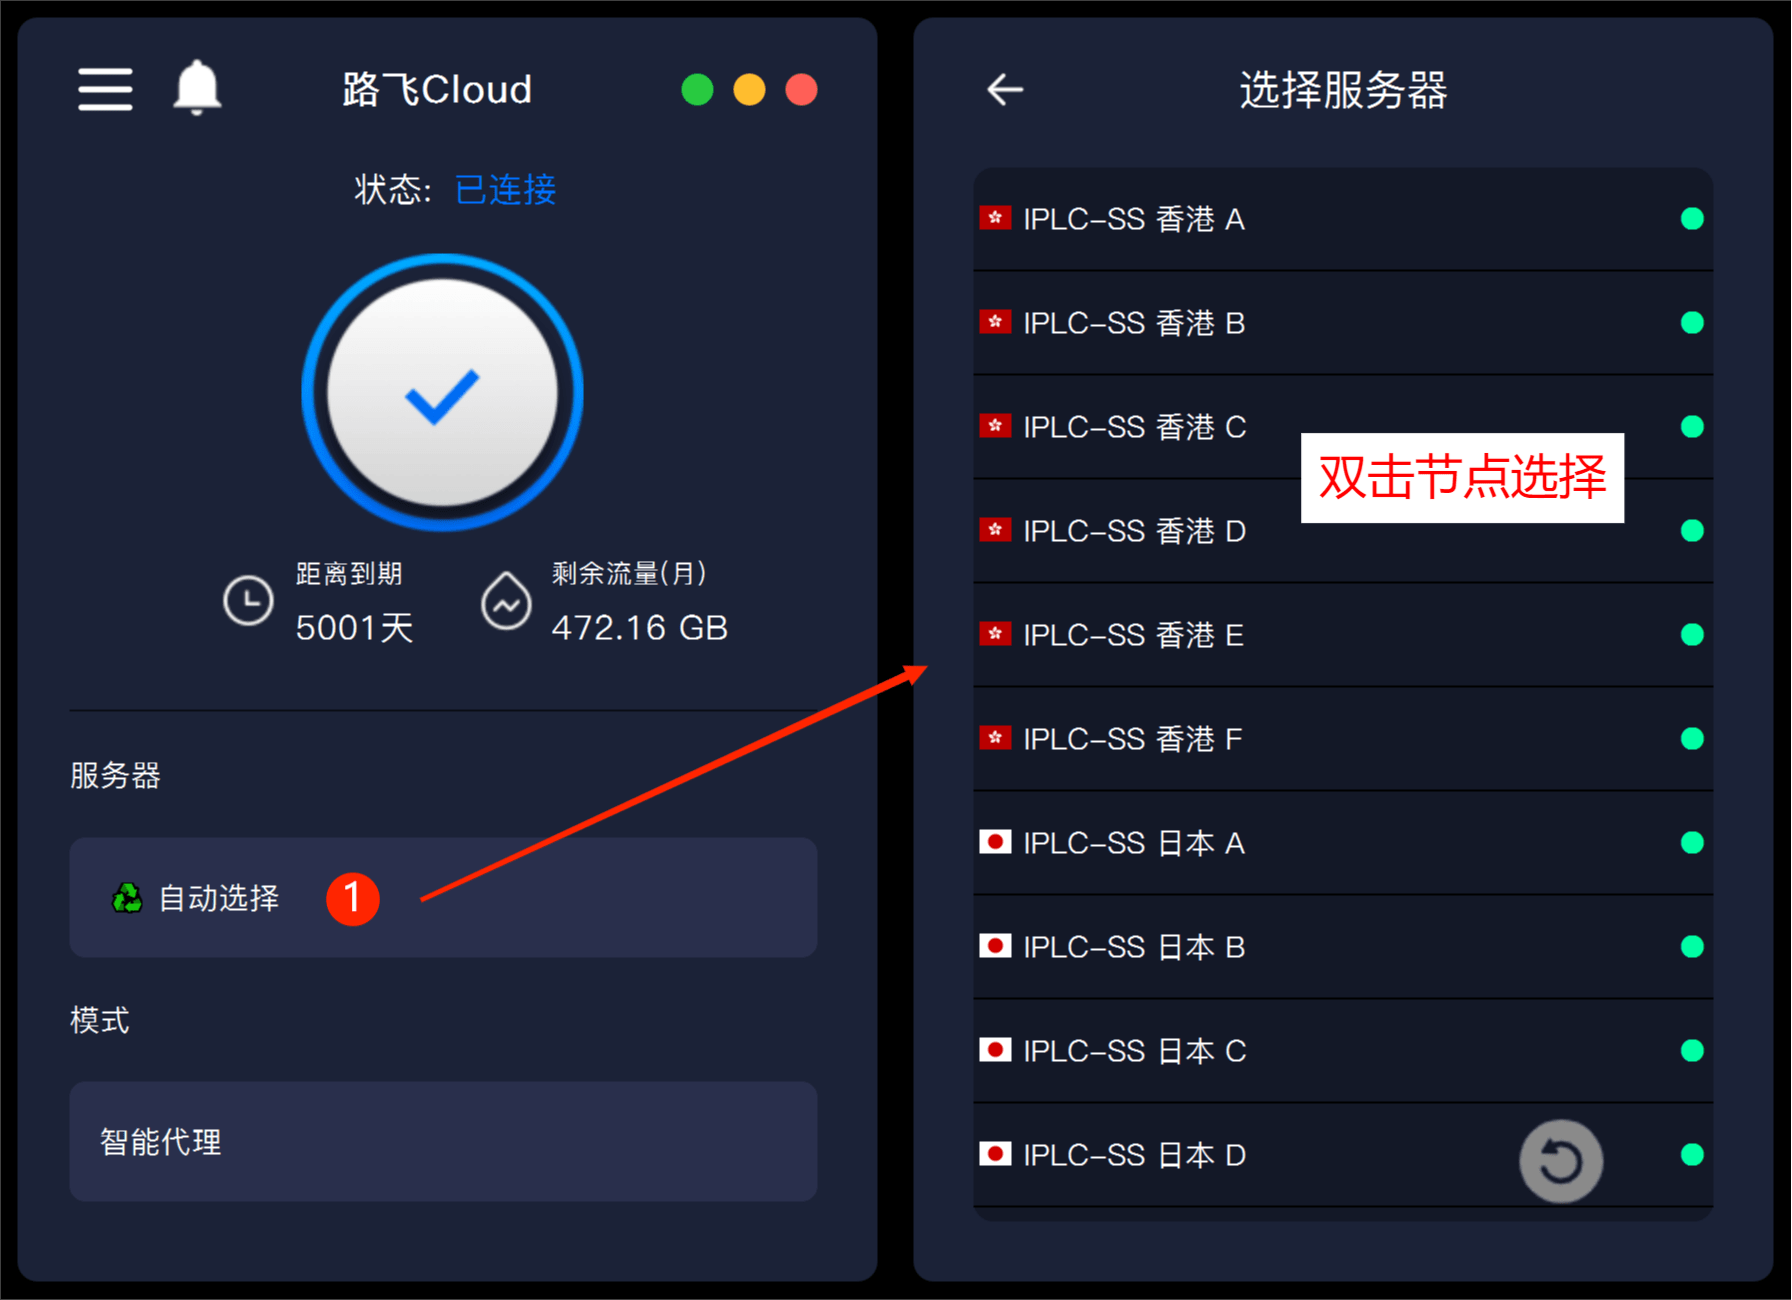 路飞Cloud
状态: 已连接
距离到期
5001天
剩余流量(月)
472.16 GB
服务器
自动选择
1
模式
智能代理
选择服务器
IPLC-SS 香港 A
IPLC-SS 香港 B
IPLC-SS 香港 C
双击节点选择
IPLC-SS 香港 D
IPLC-SS 香港 E
IPLC-SS 香港 F
IPLC-SS 日本 A
IPLC-SS 日本 B
IPLC-SS 日本 C
IPLC-SS 日本 D